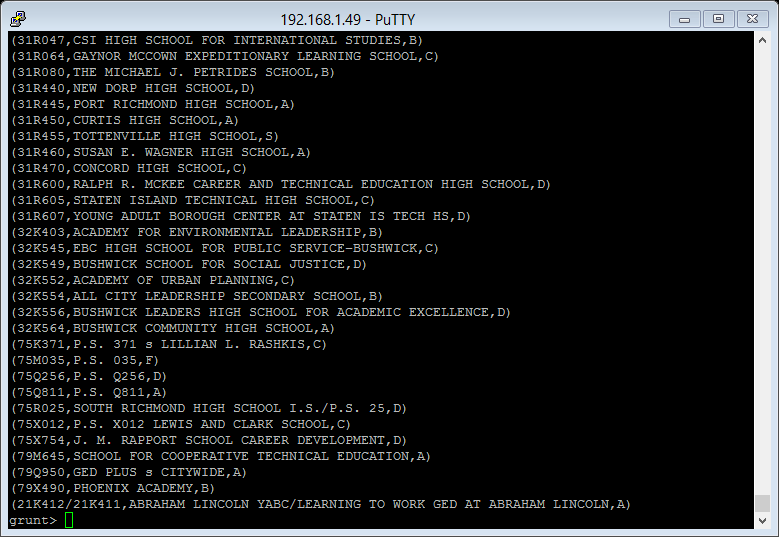 192.168.1.49 - PuTTY
(31R047,CSI HIGH SCHOOL FOR INTERNATIONAL STUDIES,B)
(31R064,GAYNOR MCCOWN EXPEDITIONARY LEARNING SCHOOL,C)
(31R080,THE MICHAEL J. PETRIDES SCHOOL,B)
(31R440,NEW DORP HIGH SCHOOL,D)
(31R445,PORT RICHMOND HIGH SCHOOL,A)
(31R450,CURTIS HIGH SCHOOL,A)
(31R455,TOTTENVILLE HIGH SCHOOL,S)
(31R460,SUSAN E. WAGNER HIGH SCHOOL,A)
(31R470,CONCORD HIGH SCHOOL,C)
(31R600,RALPH R. MCKEE CAREER AND TECHNICAL EDUCATION HIGH SCHOOL,D)
(31R605,STATEN ISLAND TECHNICAL HIGH SCHOOL,C)
(31R607,YOUNG ADULT BOROUGH CENTER AT STATEN IS TECH HS,D)
(32K403,ACADEMY FOR ENVIRONMENTAL LEADERSHIP,B)
(32K545,EBC HIGH SCHOOL FOR PUBLIC SERVICE-BUSHWICK,C)
(32K549,BUSHWICK SCHOOL FOR SOCIAL JUSTICE,D)
(32K552,ACADEMY OF URBAN PLANNING,C)
(32K554,ALL CITY LEADERSHIP SECONDARY SCHOOL,B)
(32K556,BUSHWICK LEADERS HIGH SCHOOL FOR ACADEMIC EXCELLENCE,D)
(32K564,BUSHWICK COMMUNITY HIGH SCHOOL,A)
(75K371,P.S. 371 s LILLIAN L. RASHKIS,C)
(75M035,P.S. 035,F)
(75Q256,P.S. Q256,D)
(75Q811,P.S. Q811,A)
(75R025,SOUTH RICHMOND HIGH SCHOOL I.S./P.S. 25,D)
(75X012,P.S. X012 LEWIS AND CLARK SCHOOL,C)
(75X754,J. M. RAPPORT SCHOOL CAREER DEVELOPMENT,D)
(79M645,SCHOOL FOR COOPERATIVE TECHNICAL EDUCATION,A)
(79Q950,GED PLUS s CITYWIDE,A)
(79X490,PHOENIX ACADEMY,B)
(21K412/21K411,ABRAHAM LINCOLN YABC/LEARNING TO WORK GED AT ABRAHAM LINCOLN,A)
grunt>